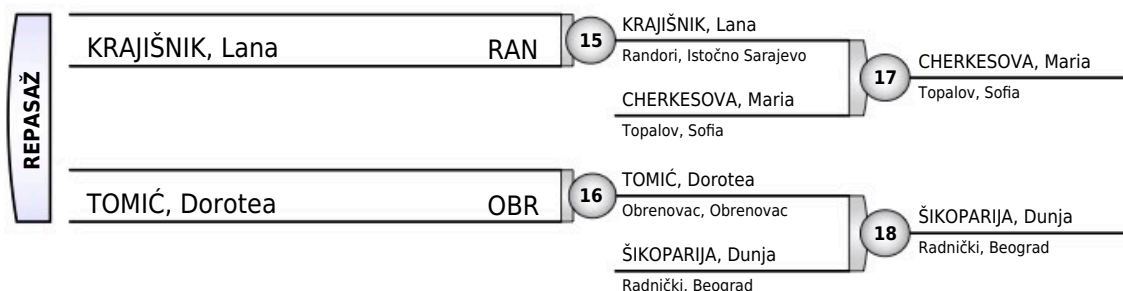 REPASAŽ
KRAJIŠNIK, Lana RAN
15
KRAJIŠNIK, Lana
Randori, Istočno Sarajevo
CHERKESOVA, Maria
Topalov, Sofia
17
CHERKESOVA, Maria
Topalov, Sofia
TOMIĆ, Dorotea OBR
16
TOMIĆ, Dorotea
Obrenovac, Obrenovac
ŠIKOPARIJA, Dunja
Radnički, Beograd
18
ŠIKOPARIJA, Dunja
Radnički, Beograd